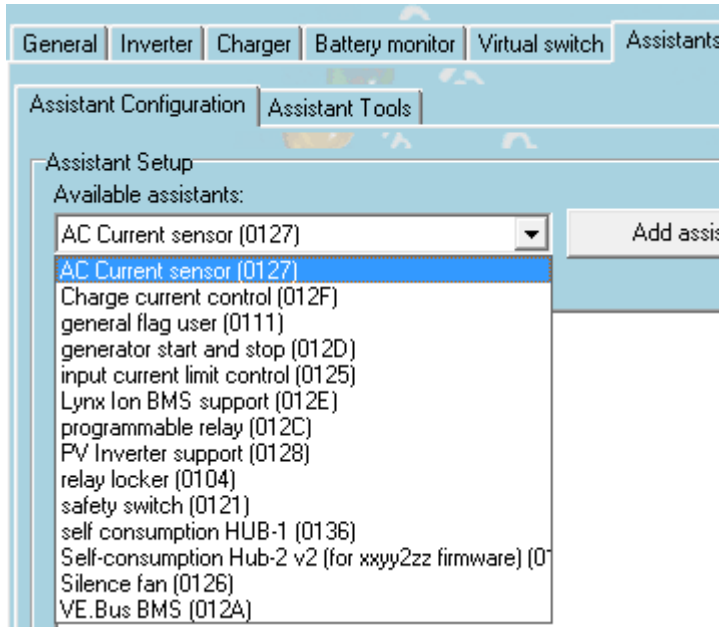 General Inverter Charger Battery monitor Virtual switch Assistants
Assistant Configuration Assistant Tools
Assistant Setup
Available assistants:
AC Current sensor (0127) Add
AC Current sensor (0127)
Charge current control (012F)
general flag user (0111)
generator start and stop (012D)
input current limit control (0125)
Lynx Ion BMS support (012E)
programmable relay (012C)
PV Inverter support (0128)
relay locker (0104)
safety switch (0121)
self consumption HUB-1 (0136)
Self-consumption Hub-2 v2 (for xxyy2zz firmware)
Silence fan (0126)
VE.Bus BMS (012A)